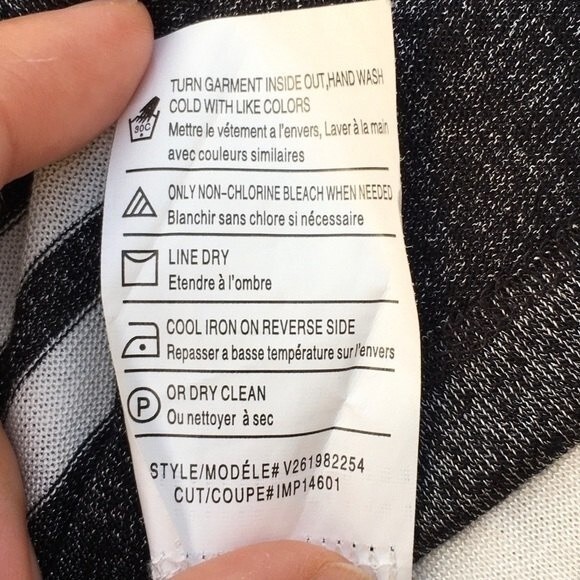 TURN GARMENT INSIDE OUT,HAND WASH
COLD WITH LIKE COLORS
30C
Mettre le vétement a l'envers, Laver à la main
avec couleurs similaires
ONLY NON-CHLORINE BLEACH WHEN NEEDED
Blanchir sans chlore si nécessaire
LINE DRY
Etendre à l'ombre
COOL IRON ON REVERSE SIDE
Repasser a basse température sur l'envers
P
OR DRY CLEAN
Ou nettoyer à sec
STYLE/MODÉLE# V261982254
CUT/COUPE#IMP14601